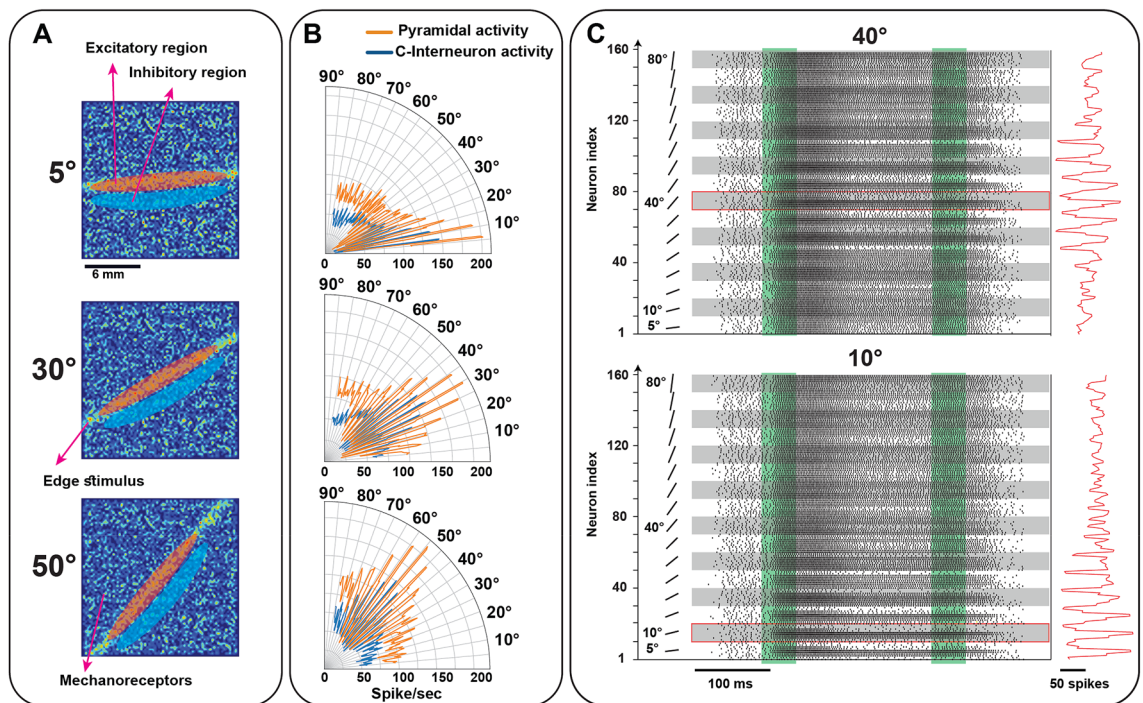 A
Excitatory region
Inhibitory region
5°
6 mm
30°
Edge stimulus
50°
Mechanoreceptors
B
Pyramidal activity
C-Interneuron activity
90°
80°
70°
60°
50°
40°
30°
20°
10°
0 50 100 150 200
90°
80°
70°
60°
50°
40°
30°
20°
10°
0 50 100 150 200
90°
80°
70°
60°
50°
40°
30°
20°
10°
0 50 100 150 200
Spike/sec
C
40°
Neuron index
160
120
80
40
1
80°
40°
10°
5°
10°
Neuron index
160
120
80
40
1
80°
40°
10°
5°
100 ms
50 spikes